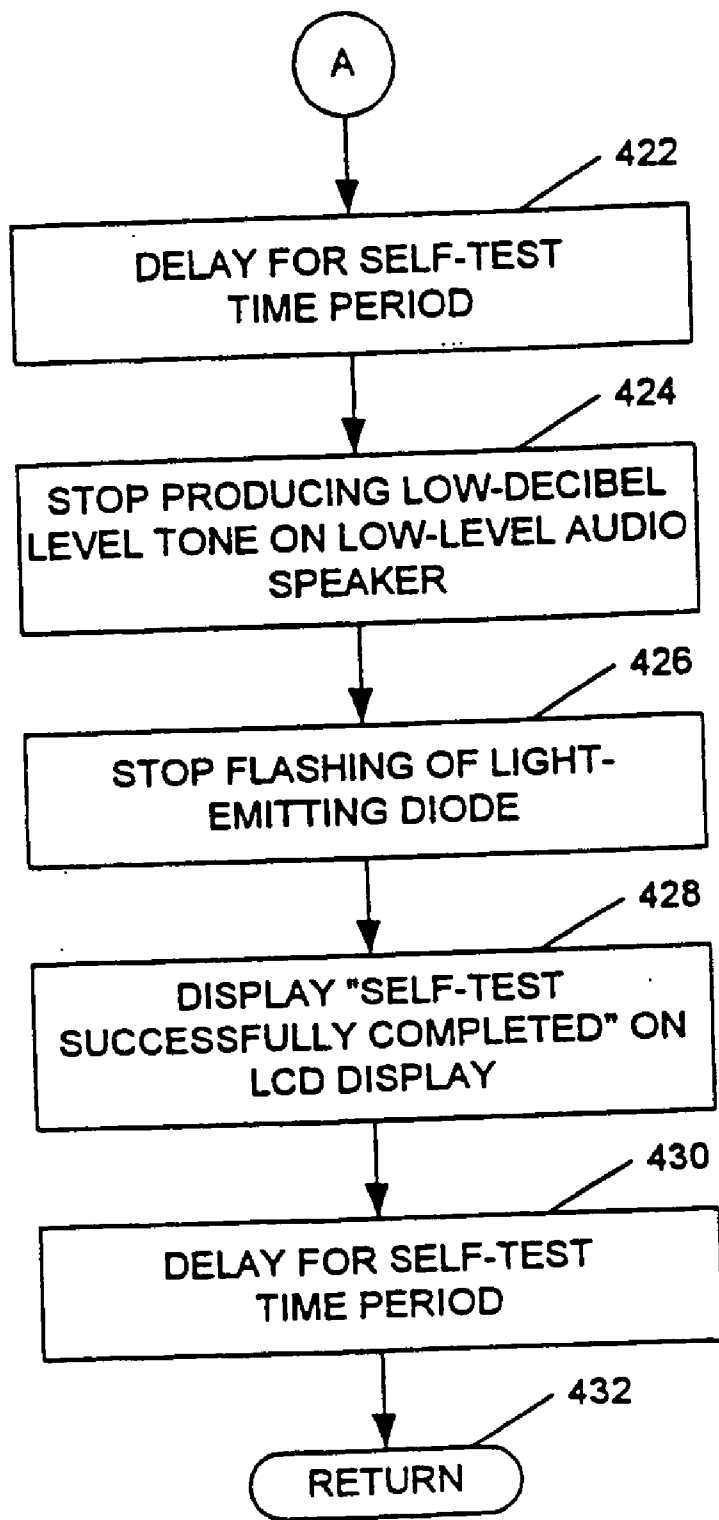 A
422
DELAY FOR SELF-TEST
TIME PERIOD
424
STOP PRODUCING LOW-DECIBEL
LEVEL TONE ON LOW-LEVEL AUDIO
SPEAKER
426
STOP FLASHING OF LIGHT-
EMITTING DIODE
428
DISPLAY "SELF-TEST
SUCCESSFULLY COMPLETED" ON
LCD DISPLAY
430
DELAY FOR SELF-TEST
TIME PERIOD
432
RETURN